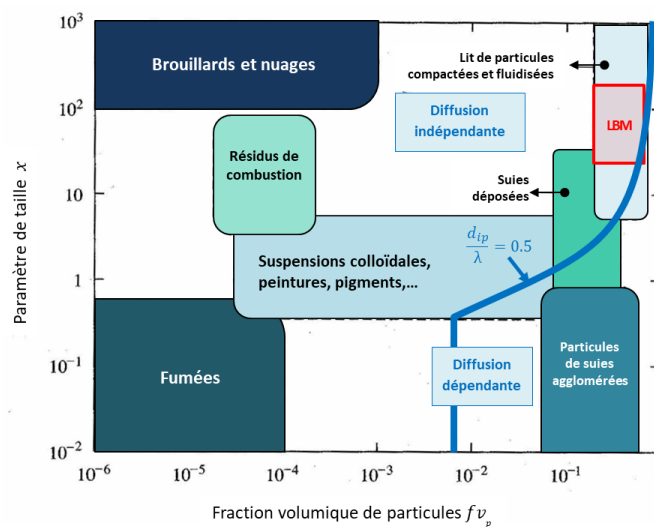 10³
10²
10
1
10⁻¹
10⁻²
Paramètre de taille x
Brouillards et nuages
Lit de particules
compactées et fluidisées
LBM
Diffusion
indépendante
Résidus de
combustion
Suies
déposées
d_ip/λ = 0.5
Suspensions colloïdales,
peintures, pigments,...
Fumées
Diffusion
dépendante
Particules
de suies
agglomérées
10⁻⁶ 10⁻⁵ 10⁻⁴ 10⁻³ 10⁻² 10⁻¹
Fraction volumique de particules fv_p